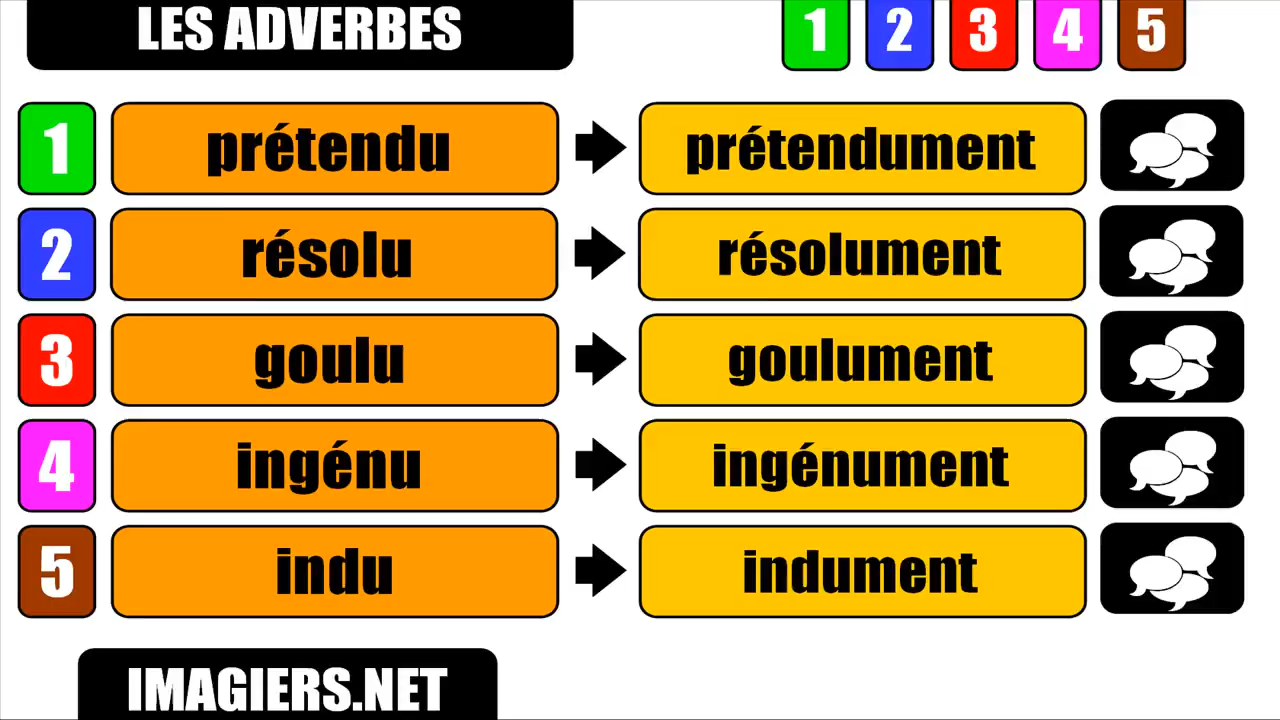 LES ADVERBES
1 2 3 4 5
1 prétendu prétendument
2 résolu résolument
3 goulu goulument
4 ingénu ingénument
5 indu indument
IMAGIERS.NET